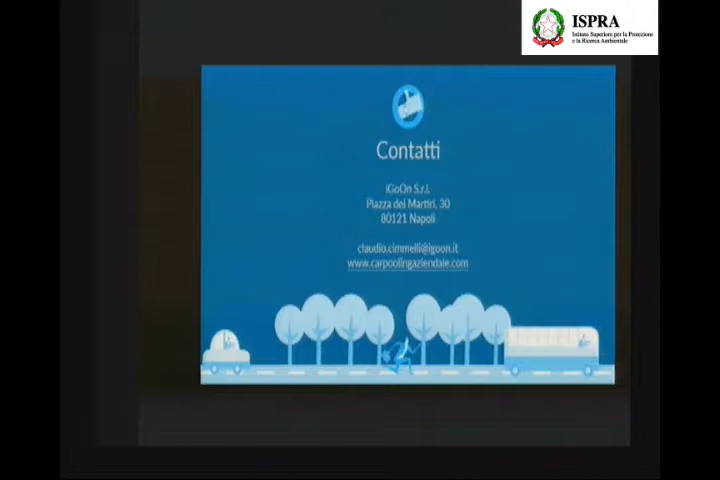 ISPRA
Istituto Superiore per la Protezione
e la Ricerca Ambientale
Contatti
iGoOn S.r.l.
Piazza dei Martiri, 30
80121 Napoli
claudio.cimmelli@igoon.it
www.carpoolingaziendale.com